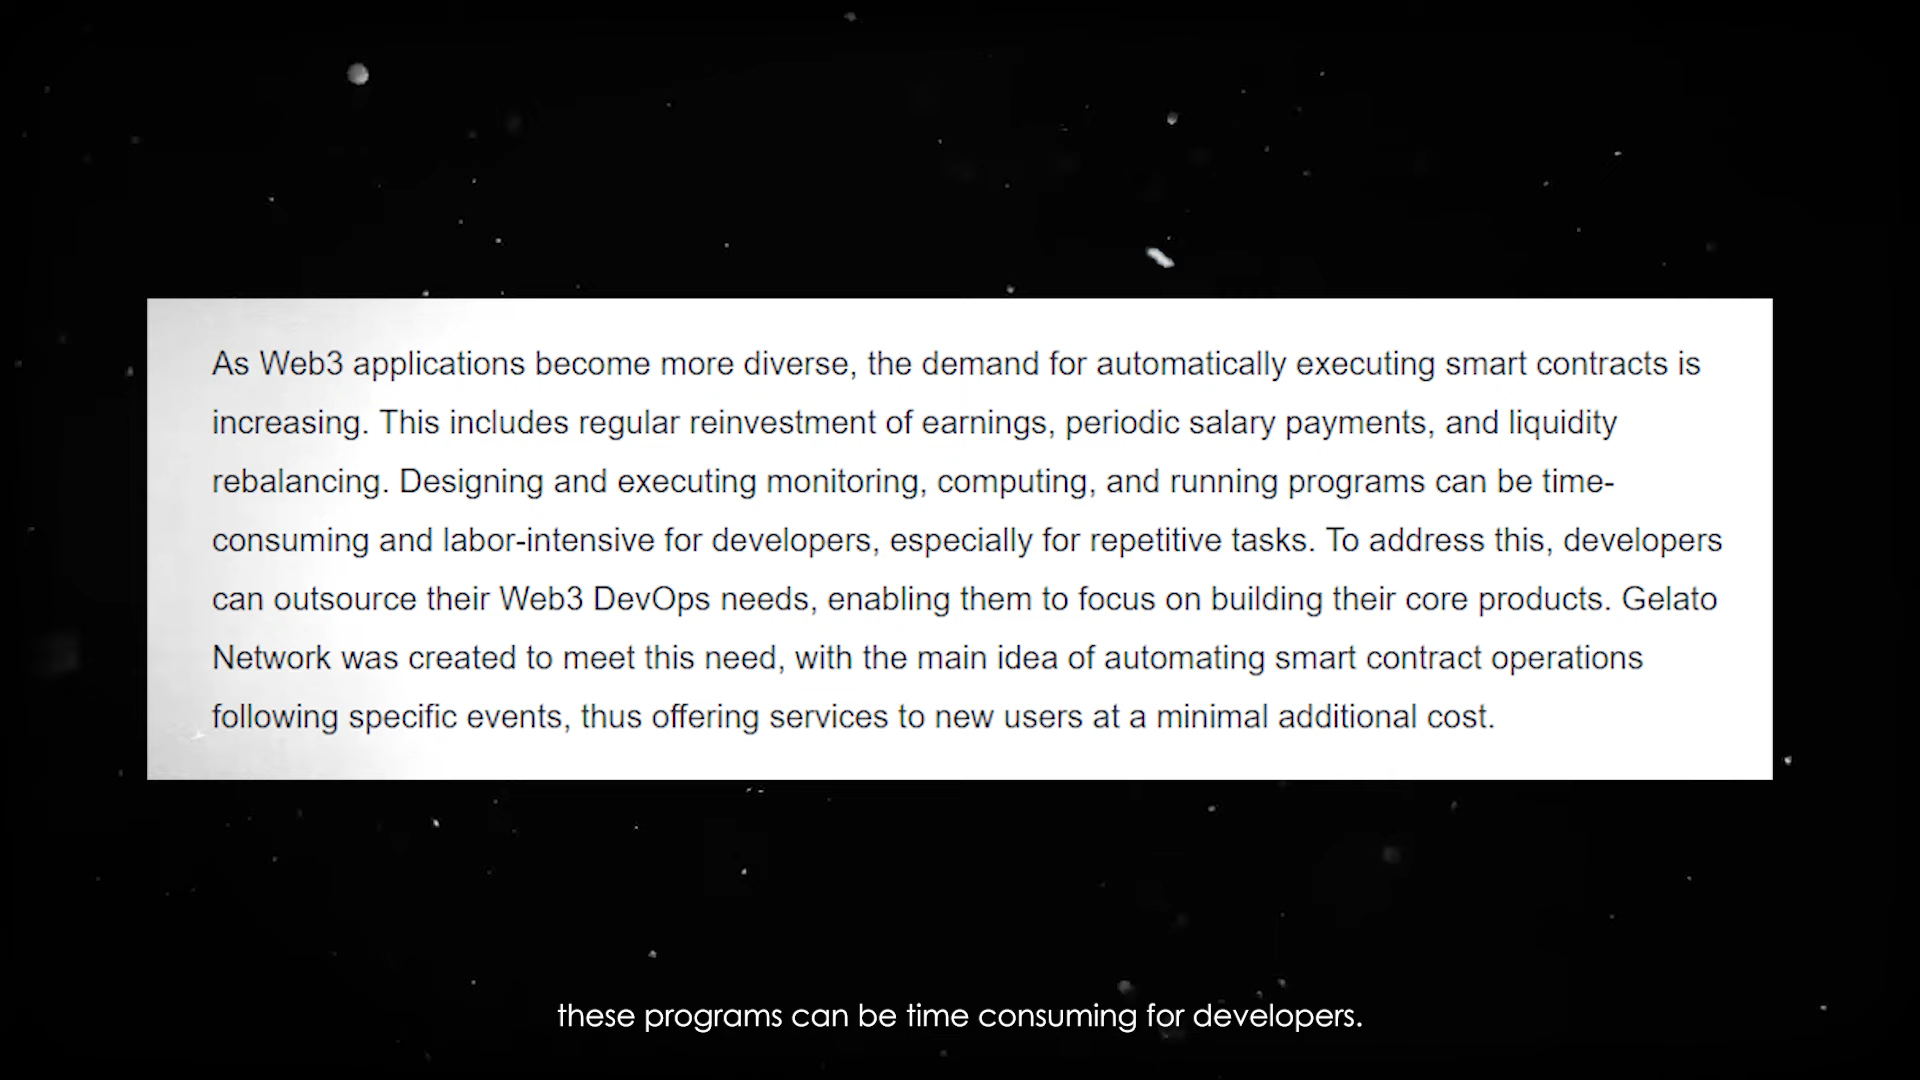 As Web3 applications become more diverse, the demand for automatically executing smart contracts is
increasing. This includes regular reinvestment of earnings, periodic salary payments, and liquidity
rebalancing. Designing and executing monitoring, computing, and running programs can be time-
consuming and labor-intensive for developers, especially for repetitive tasks. To address this, developers
can outsource their Web3 DevOps needs, enabling them to focus on building their core products. Gelato
Network was created to meet this need, with the main idea of automating smart contract operations
following specific events, thus offering services to new users at a minimal additional cost.
these programs can be time consuming for developers.